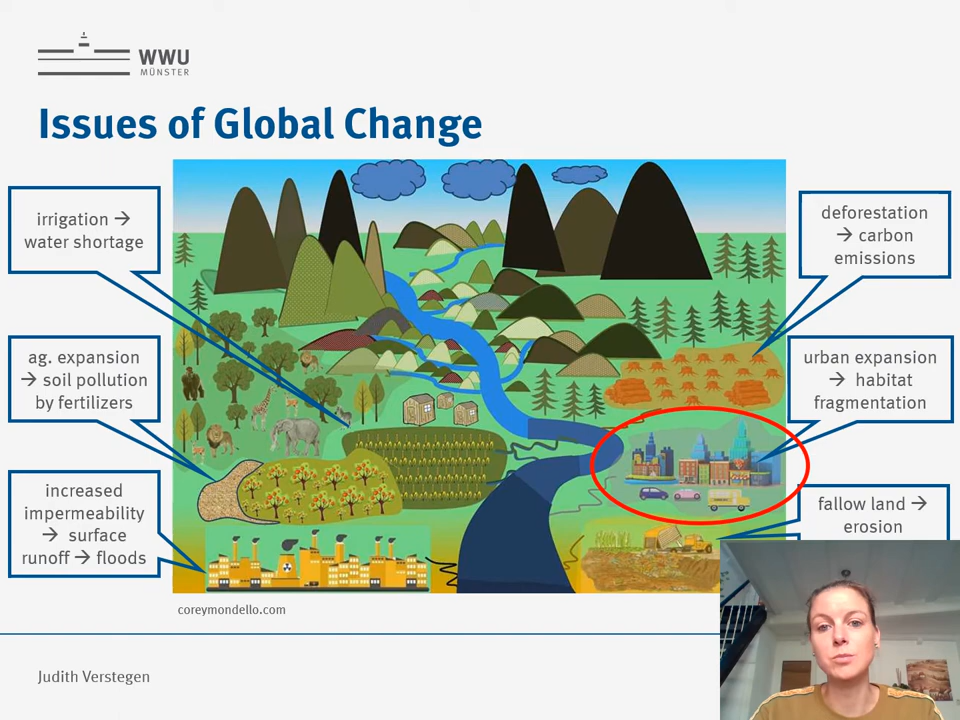 WWU
MÜNSTER
Issues of Global Change
irrigation →
water shortage
ag. expansion
→ soil pollution
by fertilizers
increased
impermeability
→ surface
runoff → floods
deforestation
→ carbon
emissions
urban expansion
→ habitat
fragmentation
fallow land →
erosion
coreymondello.com
Judith Verstegen